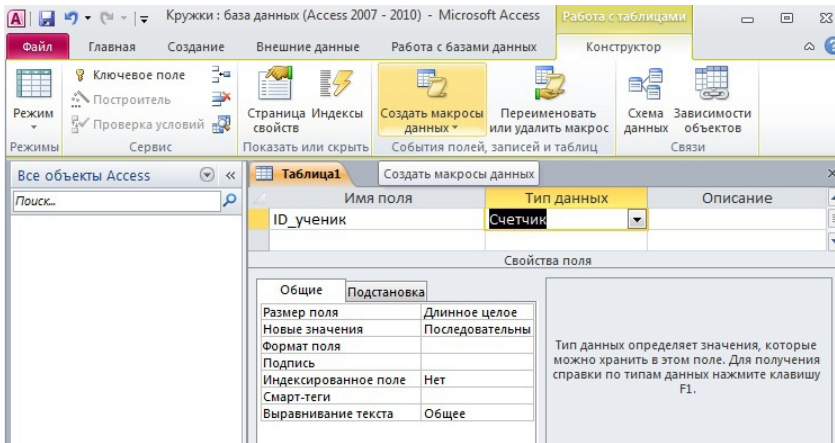 Кружки : база данных (Access 2007 - 2010) - Microsoft Access
Работа с таблицами
Файл Главная Создание Внешние данные Работа с базами данных Конструктор
Режим
Ключевое поле
Построитель
Проверка условий
Страница свойств
Индексы
Создать макросы данных
Переименовать или удалить макрос
Схема данных
Зависимости объектов
Режимы Сервис Показать или скрыть События полей, записей и таблиц Связи
Все объекты Access
Таблица1
Создать макросы данных
Поиск...
Имя поля Тип данных Описание
ID_ученик Счетчик
Свойства поля
Общие Подстановка
Размер поля Длинное целое
Новые значения Последовательны
Формат поля
Подпись
Индексированное поле Нет
Смарт-теги
Выравнивание текста Общее
Тип данных определяет значения, которые
можно хранить в этом поле. Для получения
справки по типам данных нажмите клавишу
F1.